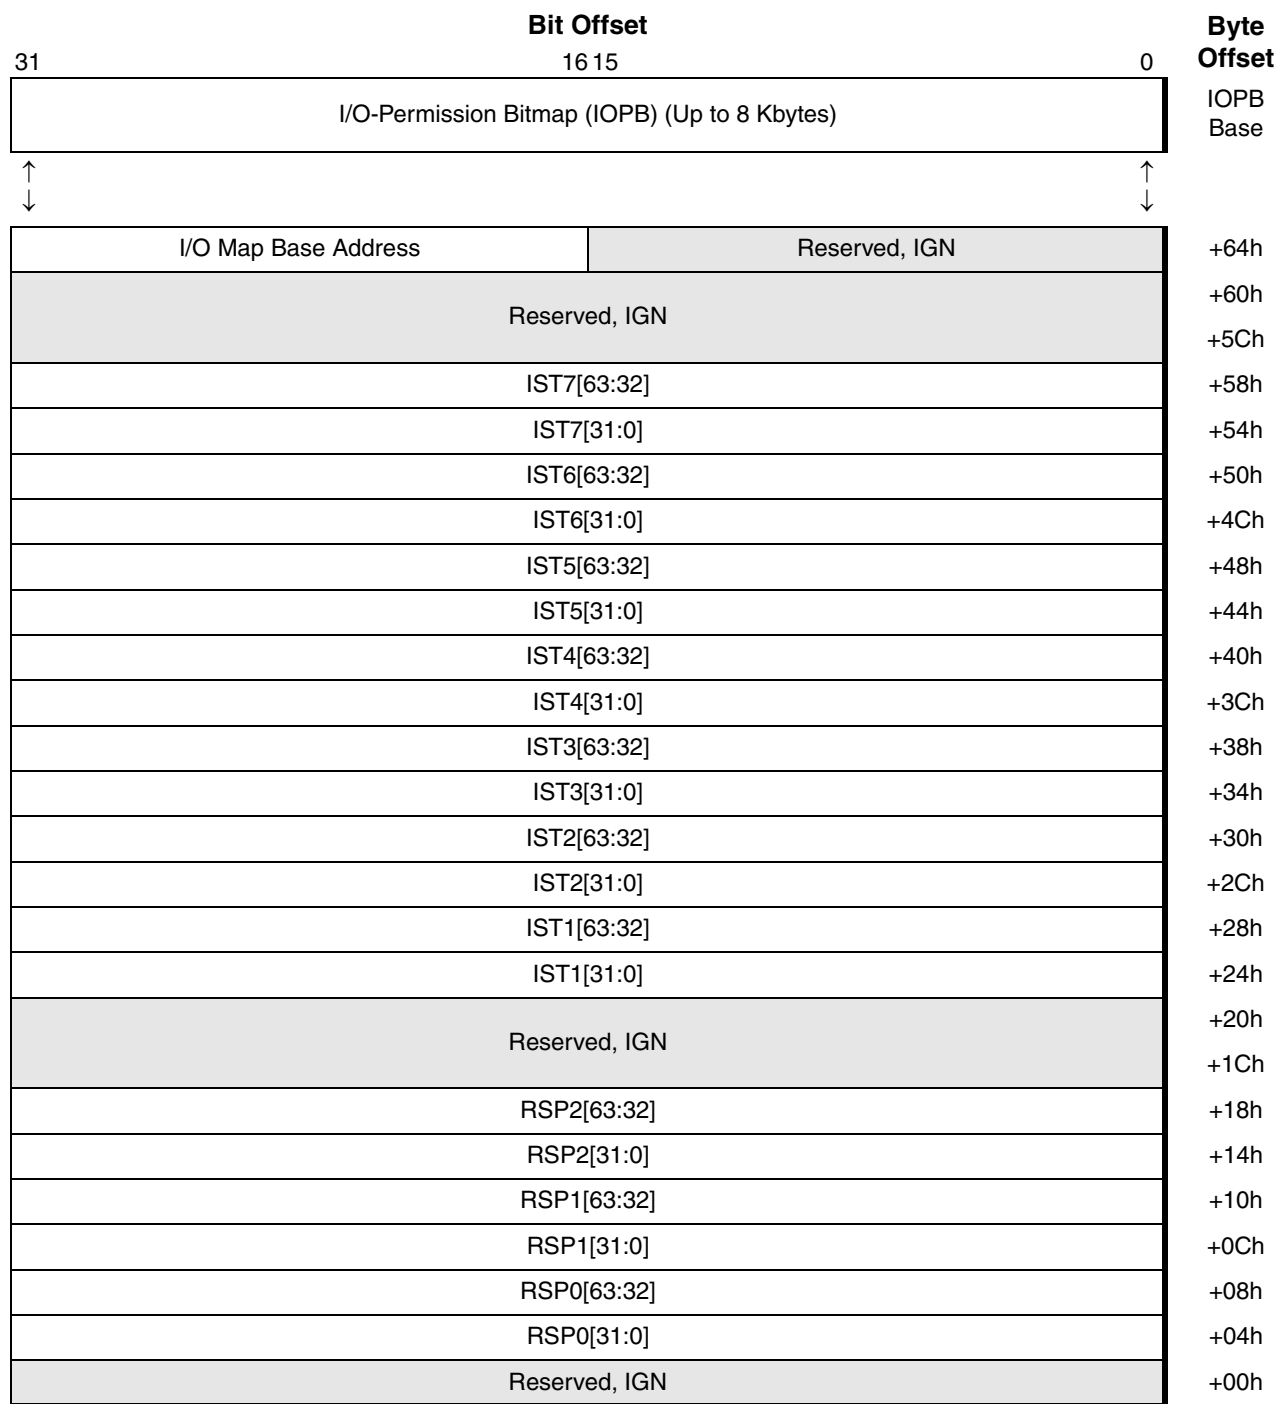 Bit Offset Byte
31 16 15 0 Offset
I/O-Permission Bitmap (IOPB) (Up to 8 Kbytes) IOPB
Base
↑ ↑
↓ ↓
I/O Map Base Address Reserved, IGN +64h
+60h
Reserved, IGN
+5Ch
IST7[63:32] +58h
IST7[31:0] +54h
IST6[63:32] +50h
IST6[31:0] +4Ch
IST5[63:32] +48h
IST5[31:0] +44h
IST4[63:32] +40h
IST4[31:0] +3Ch
IST3[63:32] +38h
IST3[31:0] +34h
IST2[63:32] +30h
IST2[31:0] +2Ch
IST1[63:32] +28h
IST1[31:0] +24h
+20h
Reserved, IGN
+1Ch
RSP2[63:32] +18h
RSP2[31:0] +14h
RSP1[63:32] +10h
RSP1[31:0] +0Ch
RSP0[63:32] +08h
RSP0[31:0] +04h
Reserved, IGN +00h